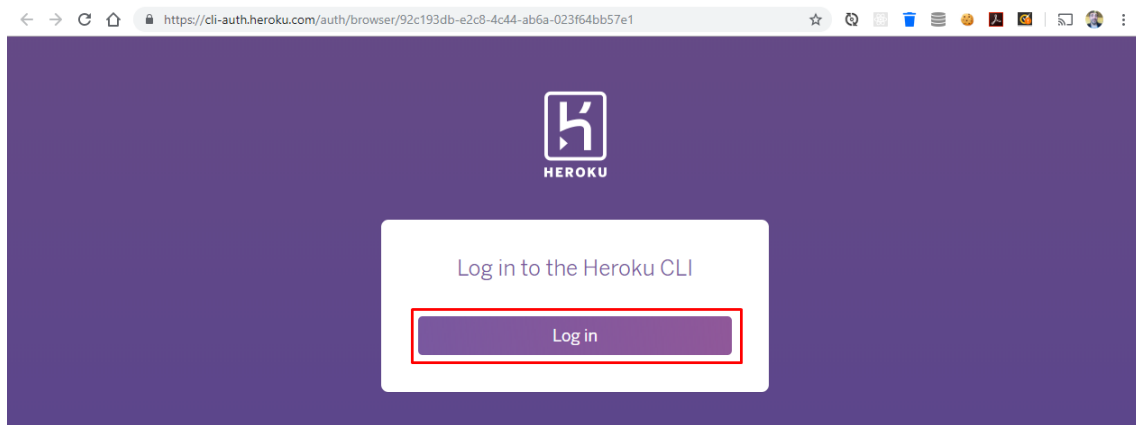 https://cli-auth.heroku.com/auth/browser/92c193db-e2c8-4c44-ab6a-023f64bb57e1
HEROKU
Log in to the Heroku CLI
Log in